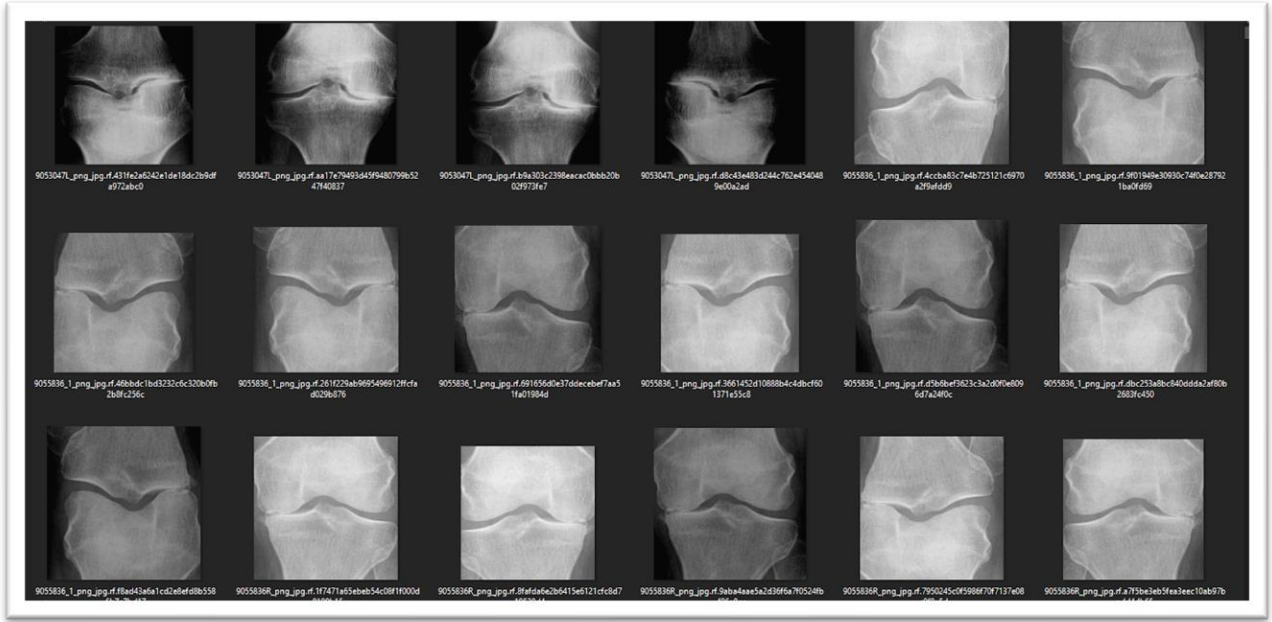 9053047L_png_jpg.rf.431fe2a6242e1de18dc2b9df
a972abc0
9053047L_png_jpg.rf.aa17e79493d45f9480799b52
47f40837
9053047L_png_jpg.rf.b9a303c2398eacac0bbb20b
02f973fe7
9053047L_png_jpg.rf.d8c43e483d244c762e454048
9e00a2ad
9055836_1_png_jpg.rf.4ccba83c7e4b725121c6970
a2f9afdd9
9055836_1_png_jpg.rf.9f01949e30930c74f0e28792
1ba0fd69
9055836_1_png_jpg.rf.46bbdc1bd3232c6c320b0fb
2b8fc256c
9055836_1_png_jpg.rf.261f229ab9695496912ffcfa
d029b876
9055836_1_png_jpg.rf.691656d0e37ddecebef7aa5
1fa01984d
9055836_1_png_jpg.rf.3661452d10888b4c4dbcf60
1371e55c8
9055836_1_png_jpg.rf.d5b6bef3623c3a2d0f0e809
6d7a24f0c
9055836_1_png_jpg.rf.dbc253a8bc840ddda2af80b
2683fc450
9055836_1_png_jpg.rf.f8ad43a6a1cd2e8efd8b558
9055836R_png_jpg.rf.1f7471a65ebeb54c08f1f000d
9055836R_png_jpg.rf.8fafda6e2b6415e6121cfc8d7
9055836R_png_jpg.rf.9aba4aae5a2d36f6a7f0524fb
9055836R_png_jpg.rf.7950245c0f5986f70f7137e08
9055836R_png_jpg.rf.a7f5be3eb5fea3eec10ab97b